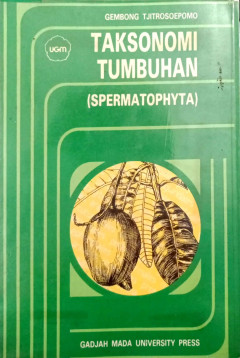 GEMBONG TJITROSOEPOMO
UGM
TAKSONOMI
TUMBUHAN
(SPERMATOPHYTA)
GADJAH MADA UNIVERSITY PRESS